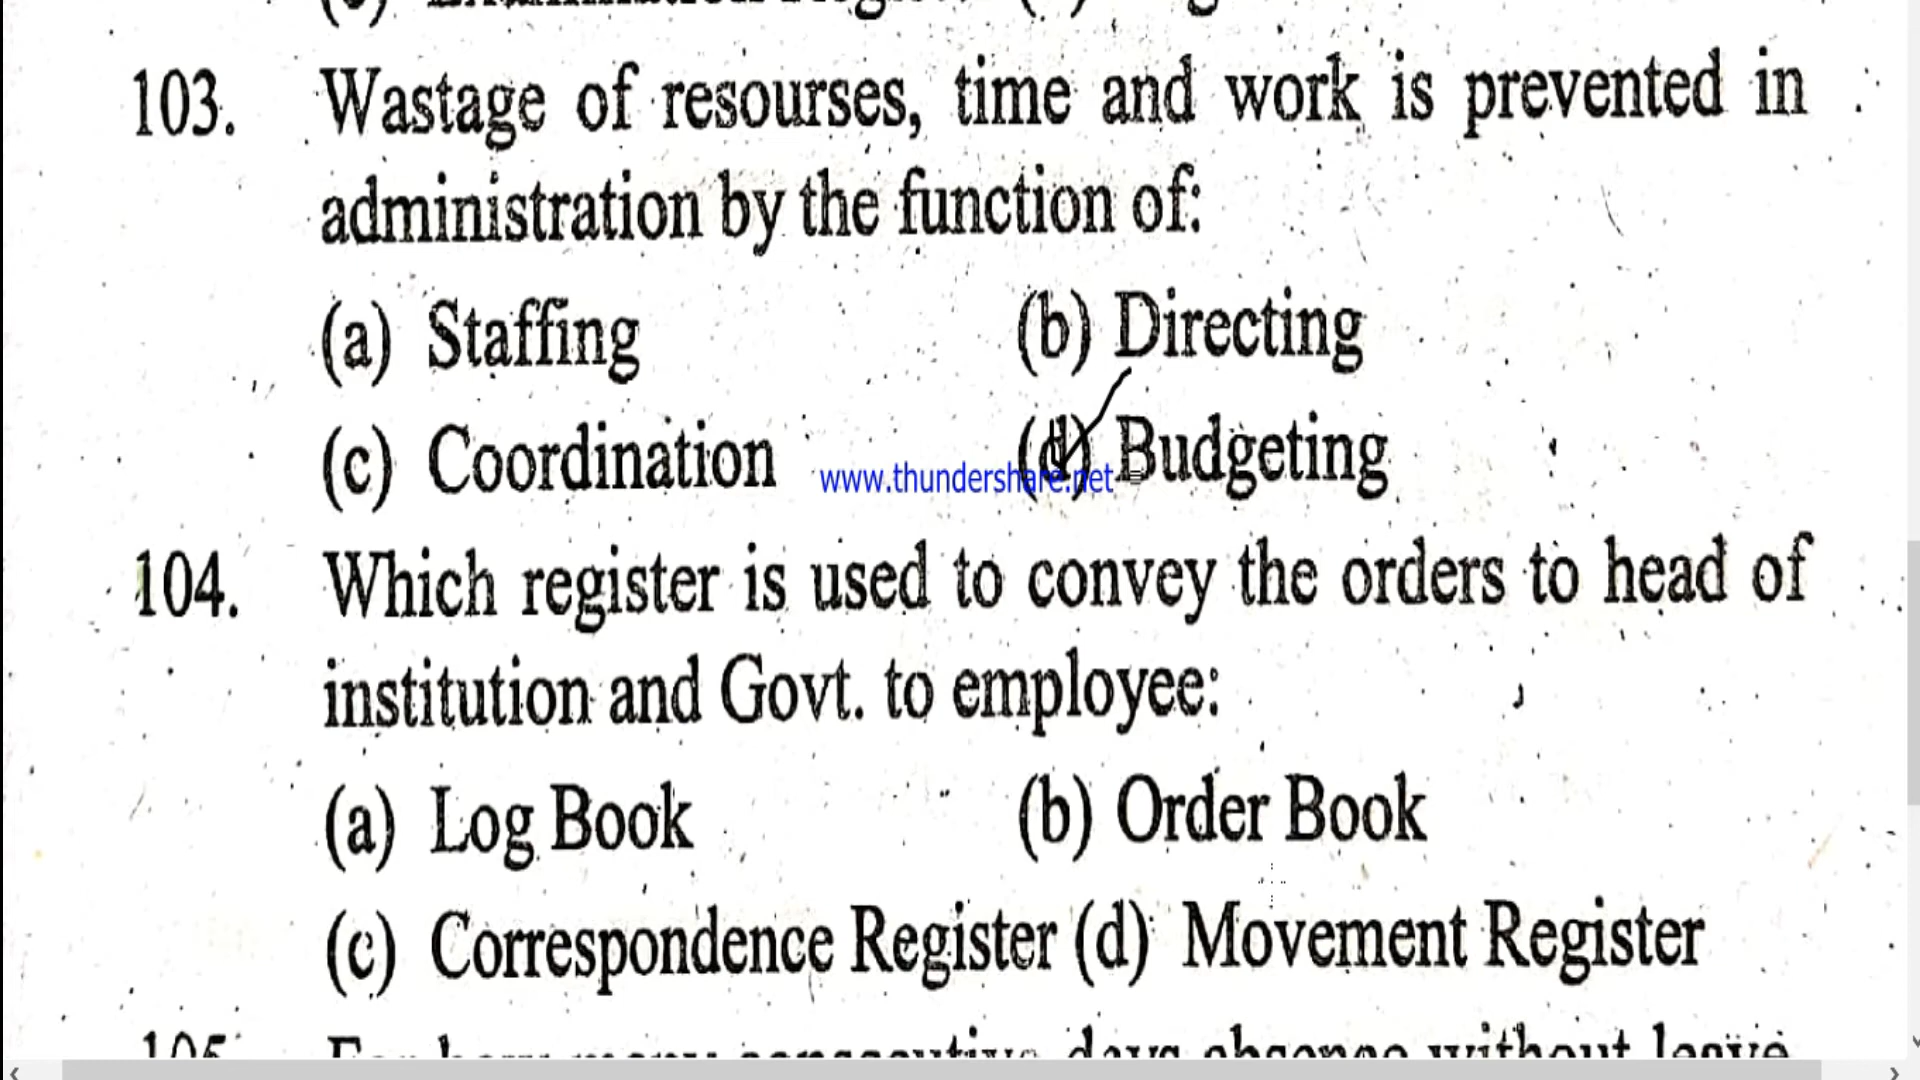 103. Wastage of resourses, time and work is prevented in
administration by the function of:
(a) Staffing (b) Directing
(c) Coordination (d) Budgeting
www.thundershare.net
104. Which register is used to convey the orders to head of
institution and Govt. to employee:
(a) Log Book (b) Order Book
(c) Correspondence Register (d) Movement Register